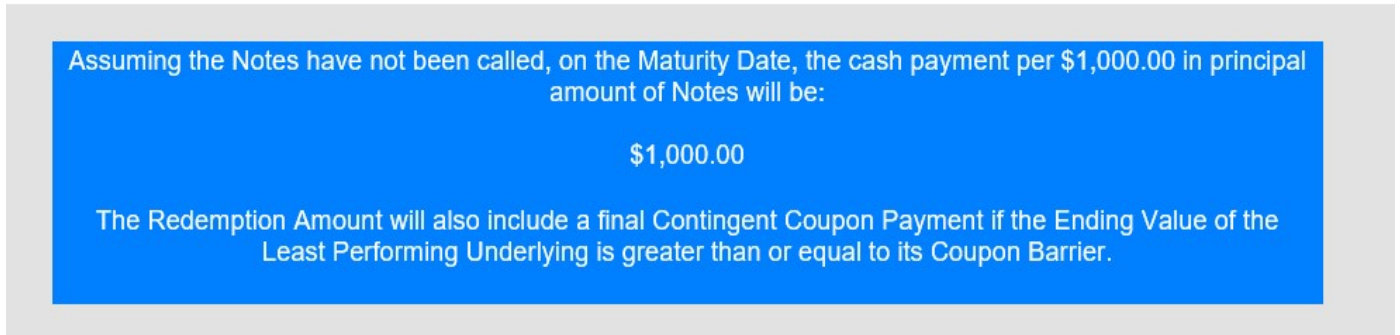 Assuming the Notes have not been called, on the Maturity Date, the cash payment per $1,000.00 in principal
amount of Notes will be:
$1,000.00
The Redemption Amount will also include a final Contingent Coupon Payment if the Ending Value of the
Least Performing Underlying is greater than or equal to its Coupon Barrier.